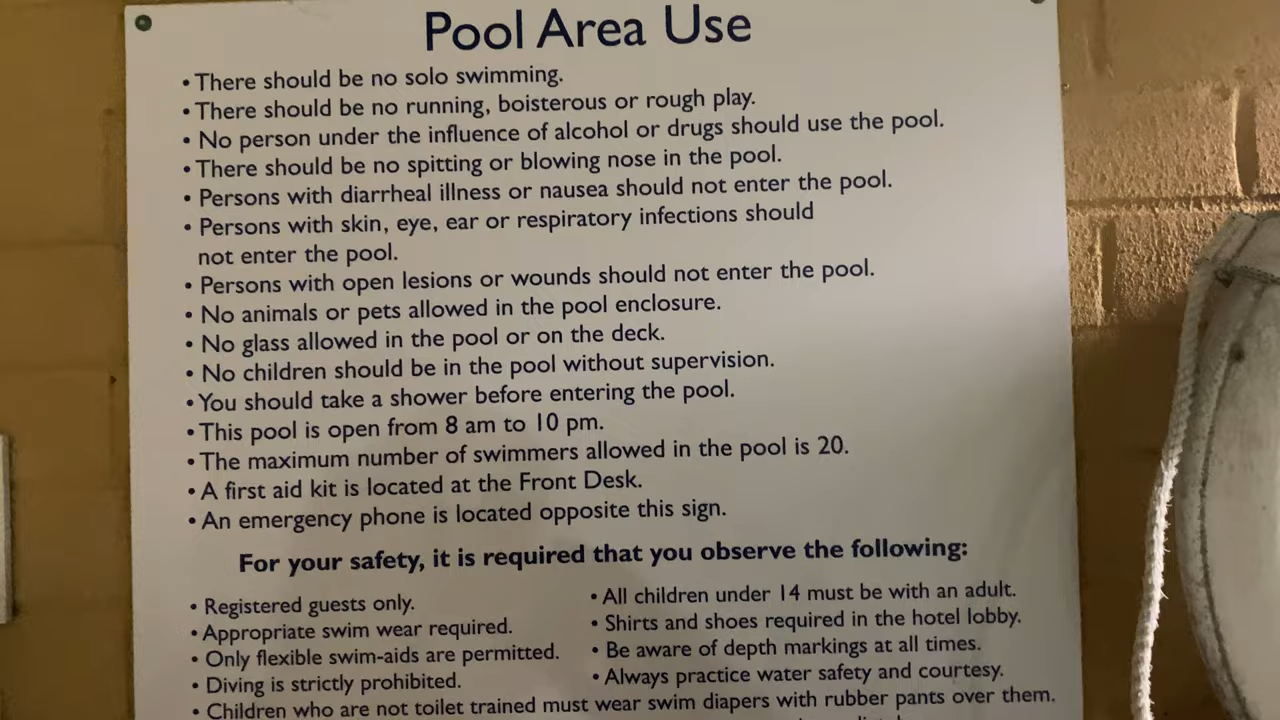 Pool Area Use
• There should be no solo swimming.
• There should be no running, boisterous or rough play.
• No person under the influence of alcohol or drugs should use the pool.
• There should be no spitting or blowing nose in the pool.
• Persons with diarrheal illness or nausea should not enter the pool.
• Persons with skin, eye, ear or respiratory infections should
not enter the pool.
• Persons with open lesions or wounds should not enter the pool.
• No animals or pets allowed in the pool enclosure.
• No glass allowed in the pool or on the deck.
• No children should be in the pool without supervision.
• You should take a shower before entering the pool.
• This pool is open from 8 am to 10 pm.
• The maximum number of swimmers allowed in the pool is 20.
• A first aid kit is located at the Front Desk.
• An emergency phone is located opposite this sign.
For your safety, it is required that you observe the following:
• Registered guests only.
• Appropriate swim wear required.
• Only flexible swim-aids are permitted.
• Diving is strictly prohibited.
• All children under 14 must be with an adult.
• Shirts and shoes required in the hotel lobby.
• Be aware of depth markings at all times.
• Always practice water safety and courtesy.
• Children who are not toilet trained must wear swim diapers with rubber pants over them.